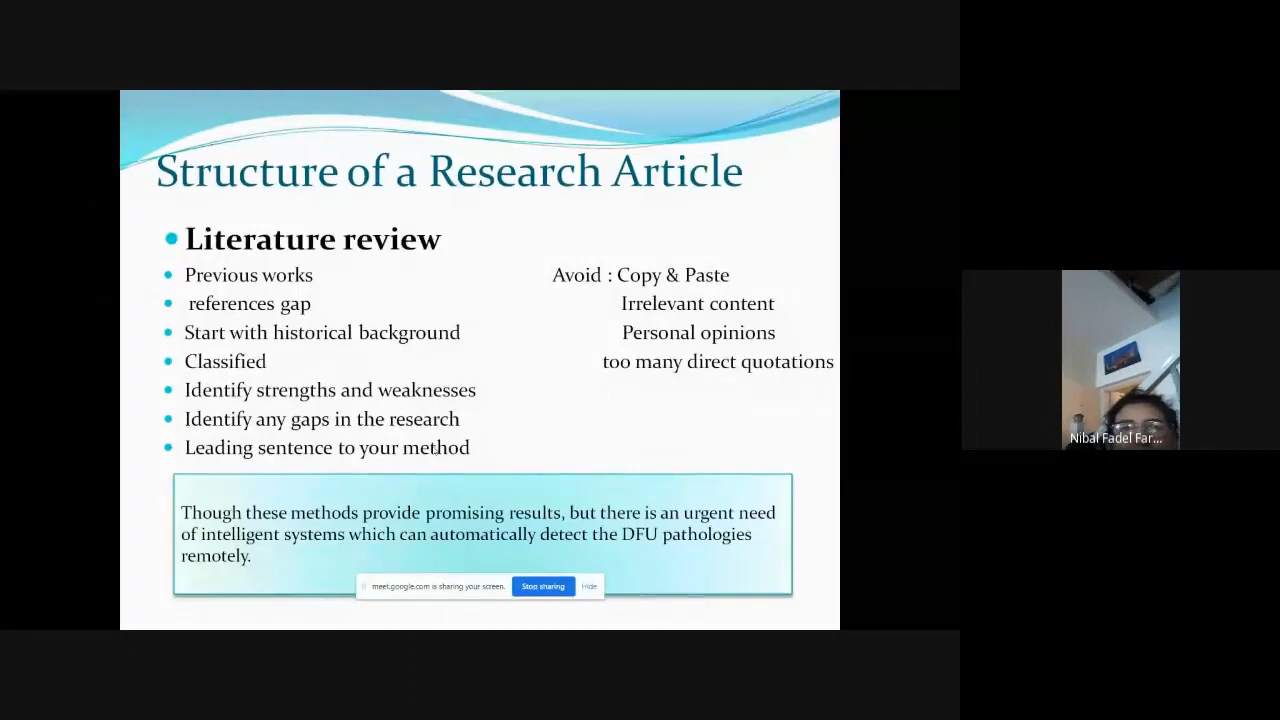 Structure of a Research Article
Literature review
Previous works
references gap
Start with historical background
Classified
Identify strengths and weaknesses
Identify any gaps in the research
Leading sentence to your method
Avoid : Copy & Paste
Irrelevant content
Personal opinions
too many direct quotations
Though these methods provide promising results, but there is an urgent need
of intelligent systems which can automatically detect the DFU pathologies
remotely.
meet.google.com is sharing your screen. Stop sharing Hide
Nibal Fadel Far...